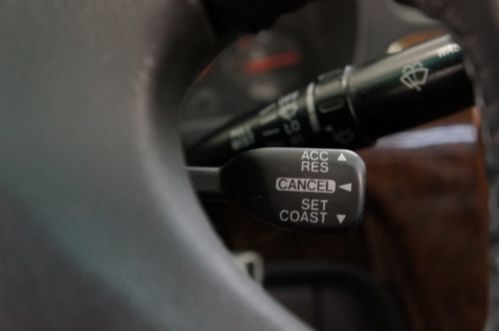 ACC ▲
RES
CANCEL ◀
SET
COAST ▼